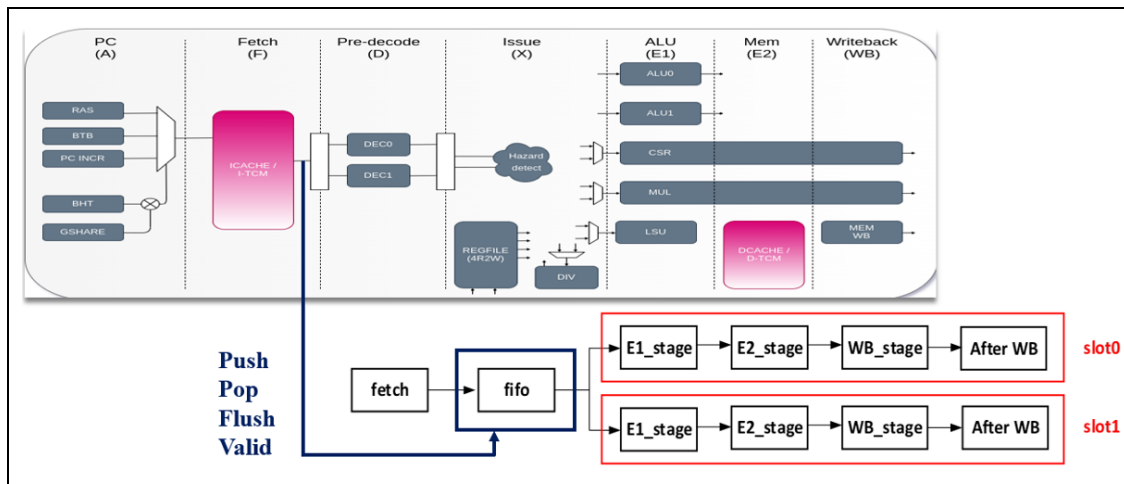 PC
(A)
Fetch
(F)
Pre-decode
(D)
Issue
(X)
ALU
(E1)
Mem
(E2)
Writeback
(WB)
RAS
BTB
PC INCR
BHT
GSHARE
ICACHE /
I-TCM
DEC0
DEC1
Hazard
detect
REGFILE
(4R2W)
DIV
ALU0
ALU1
CSR
MUL
LSU
DCACHE /
D-TCM
MEM
WB
Push
Pop
Flush
Valid
fetch
fifo
E1_stage
E2_stage
WB_stage
After WB
slot0
E1_stage
E2_stage
WB_stage
After WB
slot1